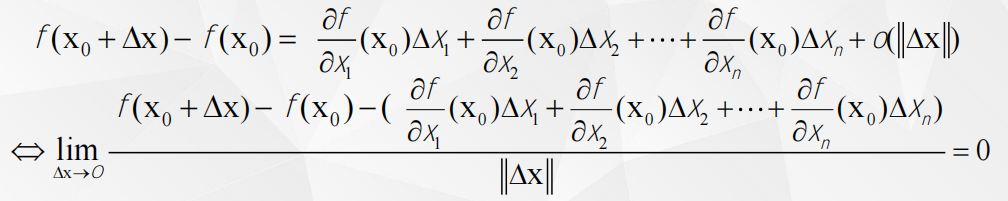 f(x₀ + Δx) − f(x₀) = ∂f/∂x₁ (x₀)Δx₁ + ∂f/∂x₂ (x₀)Δx₂ + ⋯ + ∂f/∂xₙ (x₀)Δxₙ + o(‖Δx‖)
⇔ lim_{Δx→O} [f(x₀ + Δx) − f(x₀) − ( ∂f/∂x₁ (x₀)Δx₁ + ∂f/∂x₂ (x₀)Δx₂ + ⋯ + ∂f/∂xₙ (x₀)Δxₙ)] / ‖Δx‖ = 0